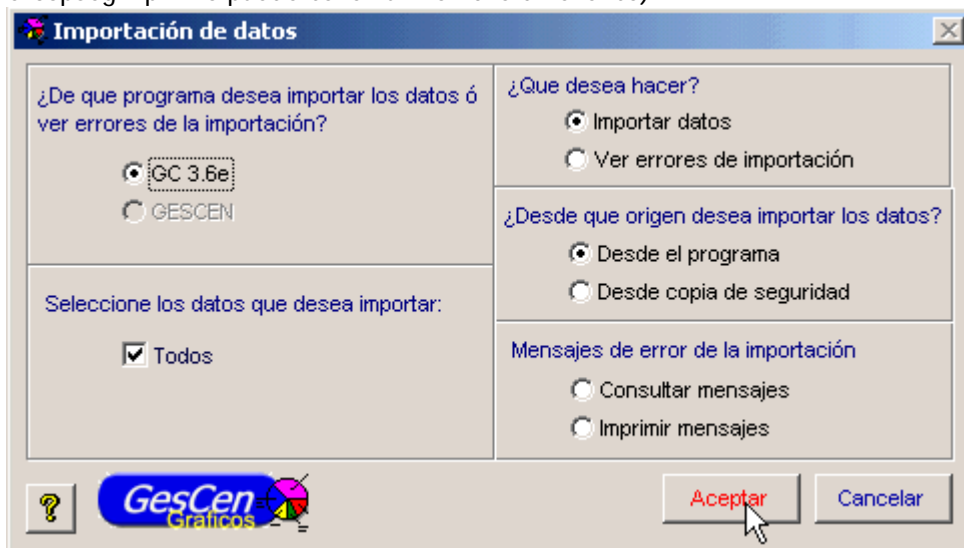 Importación de datos
¿De que programa desea importar los datos ó
ver errores de la importación?
GC 3.6e
GESCEN
Seleccione los datos que desea importar:
Todos
¿Que desea hacer?
Importar datos
Ver errores de importación
¿Desde que origen desea importar los datos?
Desde el programa
Desde copia de seguridad
Mensajes de error de la importación
Consultar mensajes
Imprimir mensajes
?
GesCen
Gráficos
Aceptar
Cancelar